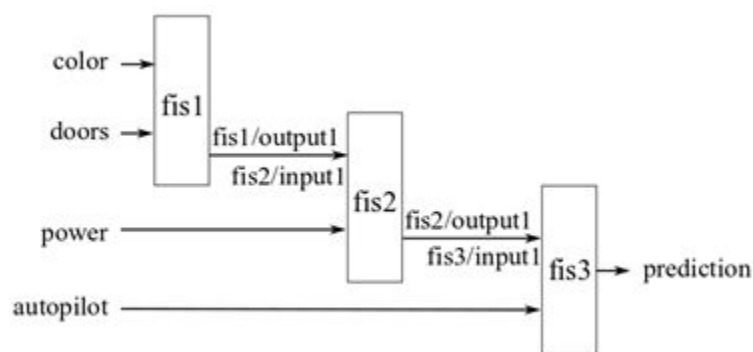 color
doors
fis1
fis1/output1
fis2/input1
fis2
power
fis2/output1
fis3/input1
fis3
prediction
autopilot